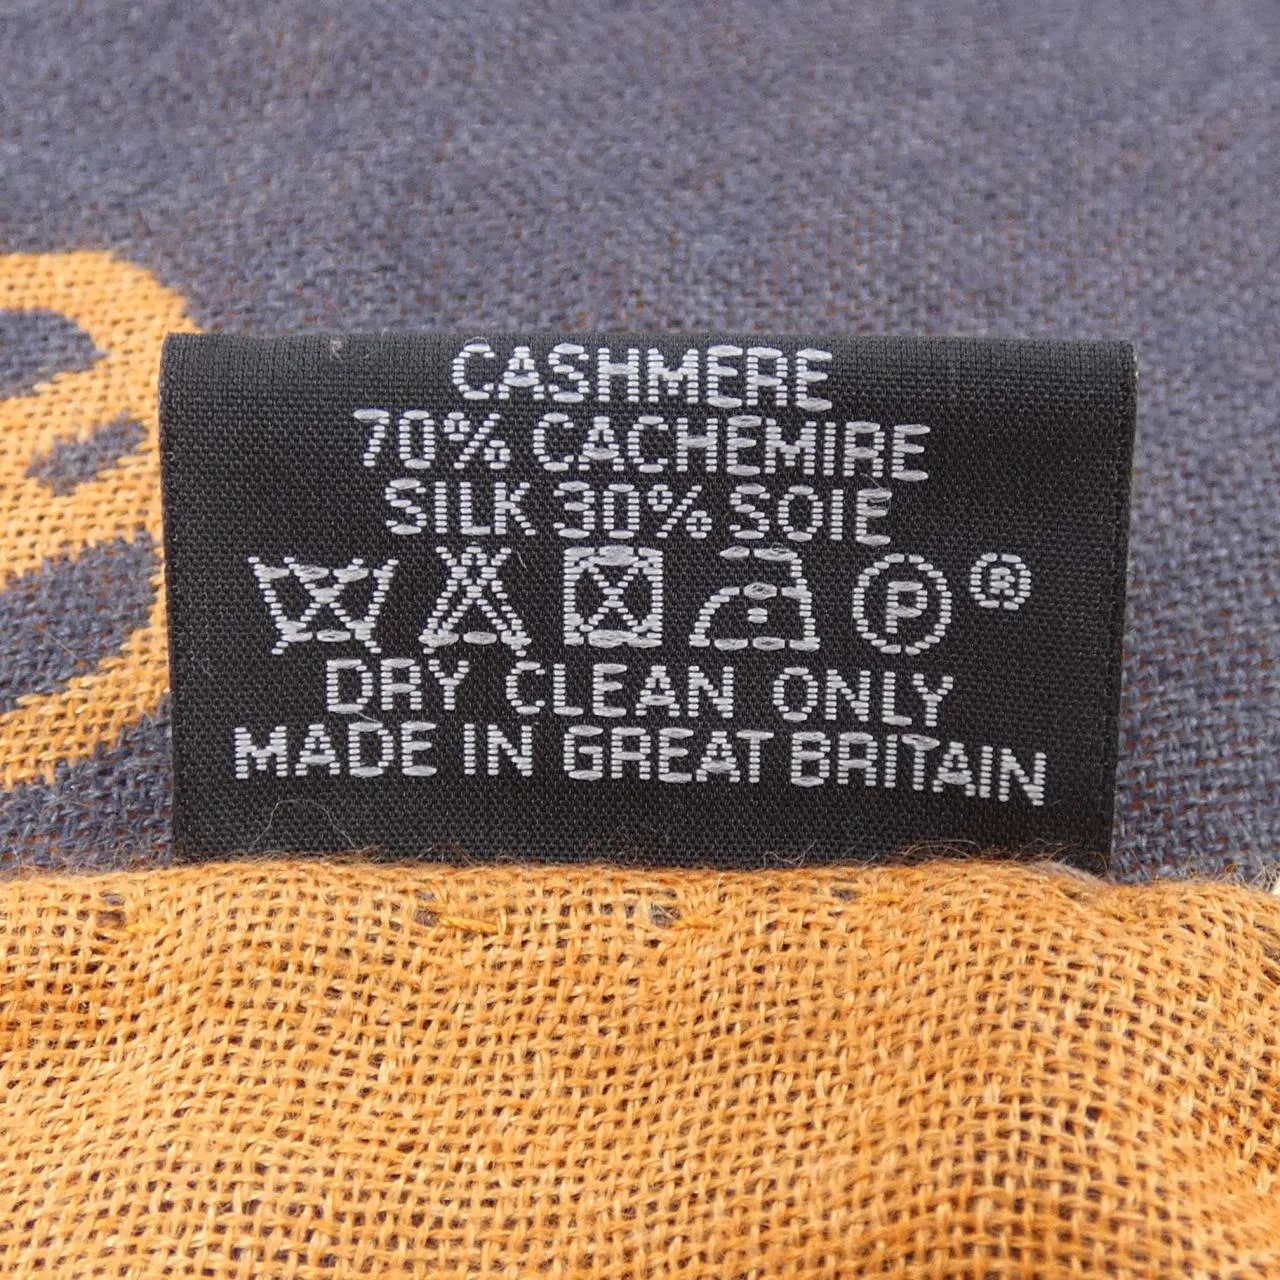 CASHMERE
70% CACHEMIRE
SILK 30% SOIE
P ®
DRY CLEAN ONLY
MADE IN GREAT BRITAIN